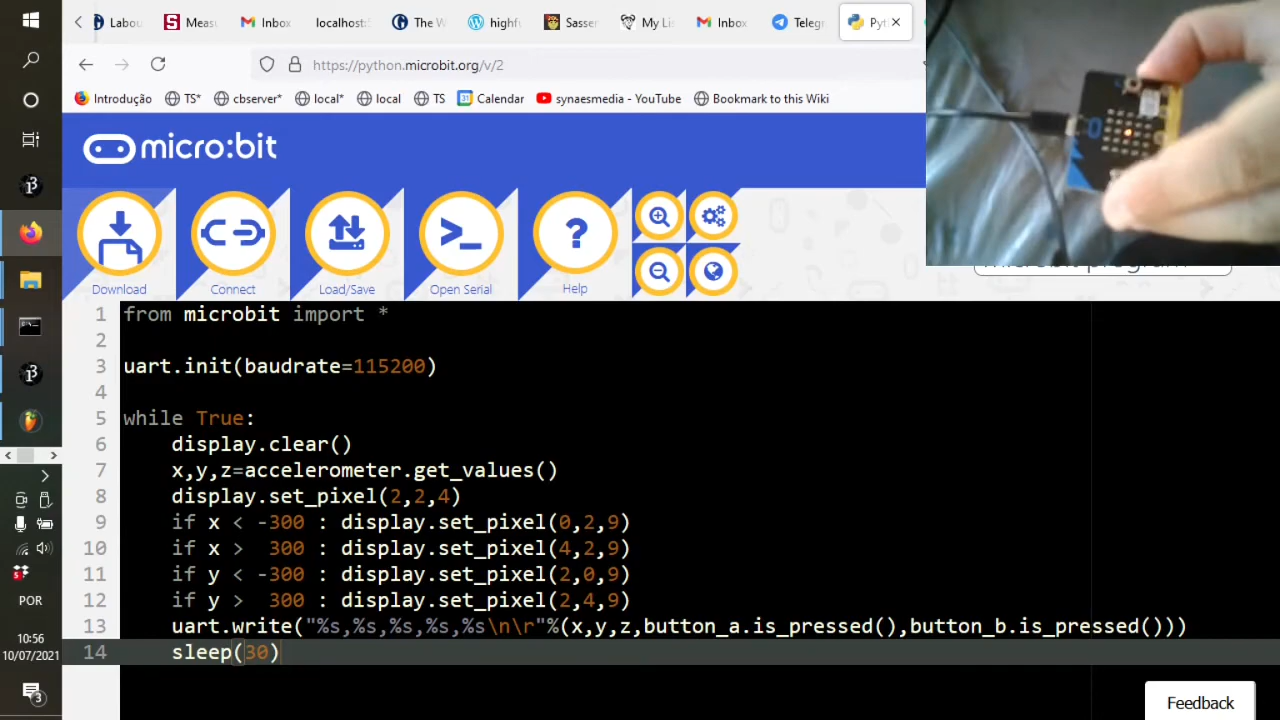 Labou
Meas
Inbox
localhost:
The W
highfu
Sassen
My Lis
Inbox
Telegr
Pyt
https://python.microbit.org/v/2
Introdução
TS*
cbserver*
local*
local
TS
Calendar
synaesmedia - YouTube
Bookmark to this Wiki
micro:bit
Download
Connect
Load/Save
Open Serial
Help
1 from microbit import *
2
3 uart.init(baudrate=115200)
4
5 while True:
6 display.clear()
7 x,y,z=accelerometer.get_values()
8 display.set_pixel(2,2,4)
9 if x < -300 : display.set_pixel(0,2,9)
10 if x >  300 : display.set_pixel(4,2,9)
11 if y < -300 : display.set_pixel(2,0,9)
12 if y >  300 : display.set_pixel(2,4,9)
13 uart.write("%s,%s,%s,%s,%s\n\r"%(x,y,z,button_a.is_pressed(),button_b.is_pressed()))
14 sleep(30)
POR
10:56
10/07/2021
3
Feedback